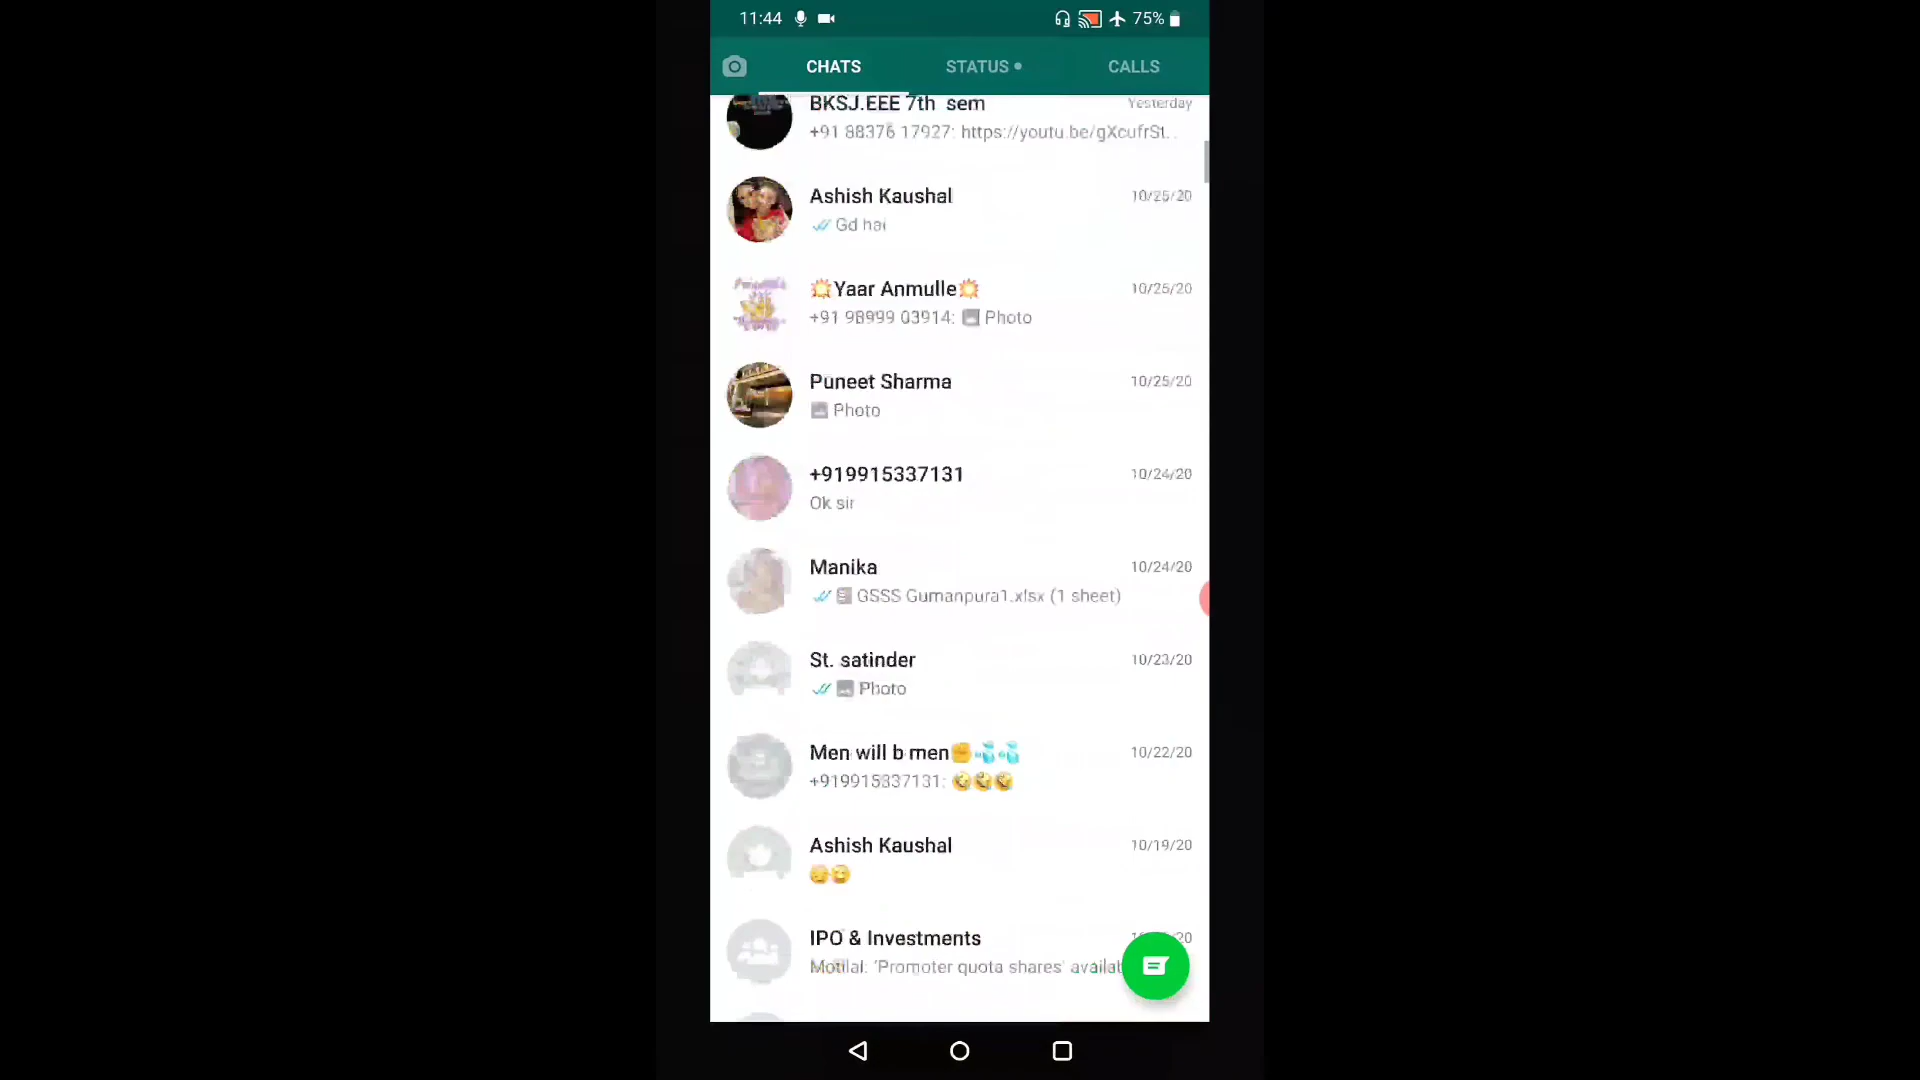 11:44
75%
CHATS
STATUS
CALLS
BKSJ.EEE 7th sem
Yesterday
+91 88376 17927: https://youtu.be/gXcufrSt...
Ashish Kaushal
10/25/20
Gd hai
💥Yaar Anmulle💥
10/25/20
+91 98999 03914: Photo
Puneet Sharma
10/25/20
Photo
+919915337131
10/24/20
Ok sir
Manika
10/24/20
GSSS Gumanpura1.xlsx (1 sheet)
St. satinder
10/23/20
Photo
Men will b men✊💦💦
10/22/20
+919915337131: 🤣🤣🤣
Ashish Kaushal
10/19/20
IPO & Investments
Motilal: 'Promoter quota shares'